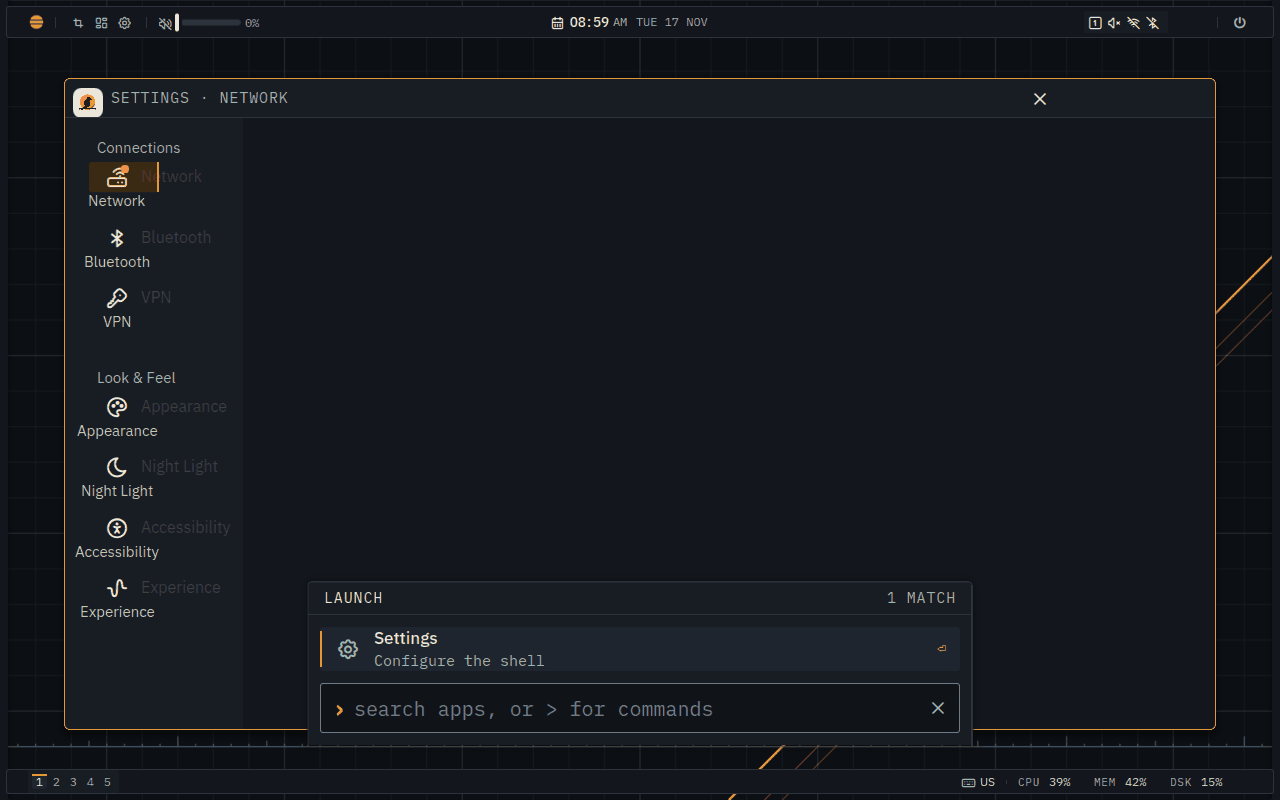 0%
08:59 AM TUE 17 NOV
1
SETTINGS · NETWORK
Connections
Network
Network
Bluetooth
Bluetooth
VPN
VPN
Look & Feel
Appearance
Appearance
Night Light
Night Light
Accessibility
Accessibility
Experience
Experience
LAUNCH 1 MATCH
Settings
Configure the shell
› search apps, or > for commands
1 2 3 4 5
US CPU 39% MEM 42% DSK 15%